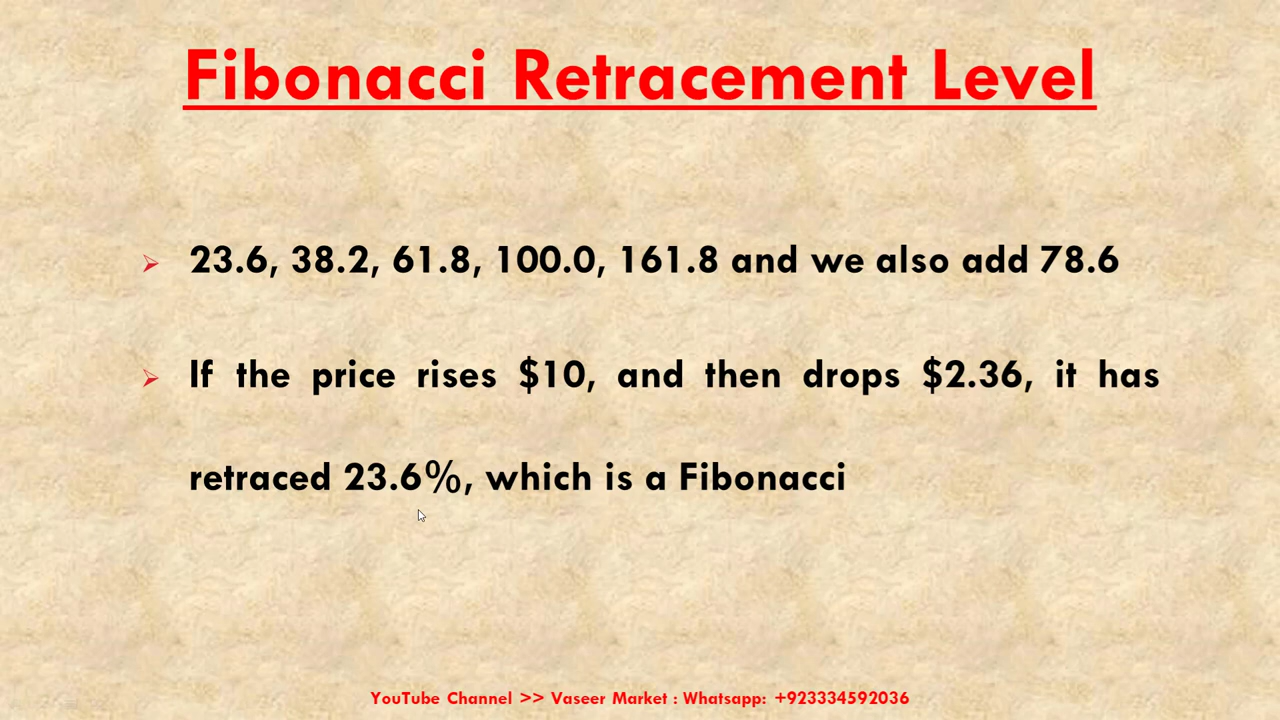 Fibonacci Retracement Level
➢ 23.6, 38.2, 61.8, 100.0, 161.8 and we also add 78.6
➢ If the price rises $10, and then drops $2.36, it has
retraced 23.6%, which is a Fibonacci
YouTube Channel >> Vaseer Market : Whatsapp: +923334592036